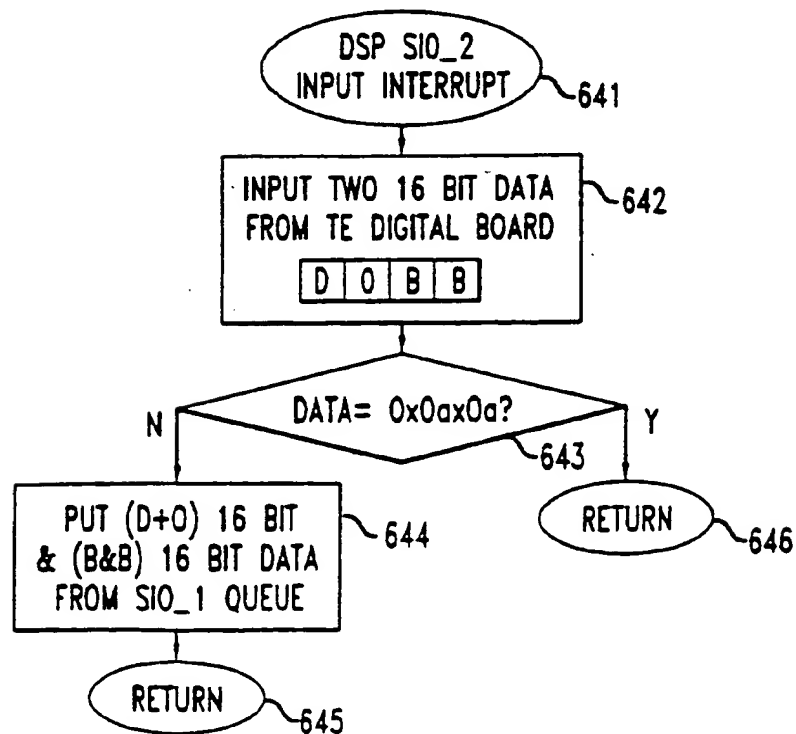 DSP SIO_2
INPUT INTERRUPT
641
INPUT TWO 16 BIT DATA
FROM TE DIGITAL BOARD
D 0 B B
642
DATA= 0x0ax0a?
643
N
Y
PUT (D+0) 16 BIT
& (B&B) 16 BIT DATA
FROM SIO_1 QUEUE
644
RETURN
646
RETURN
645